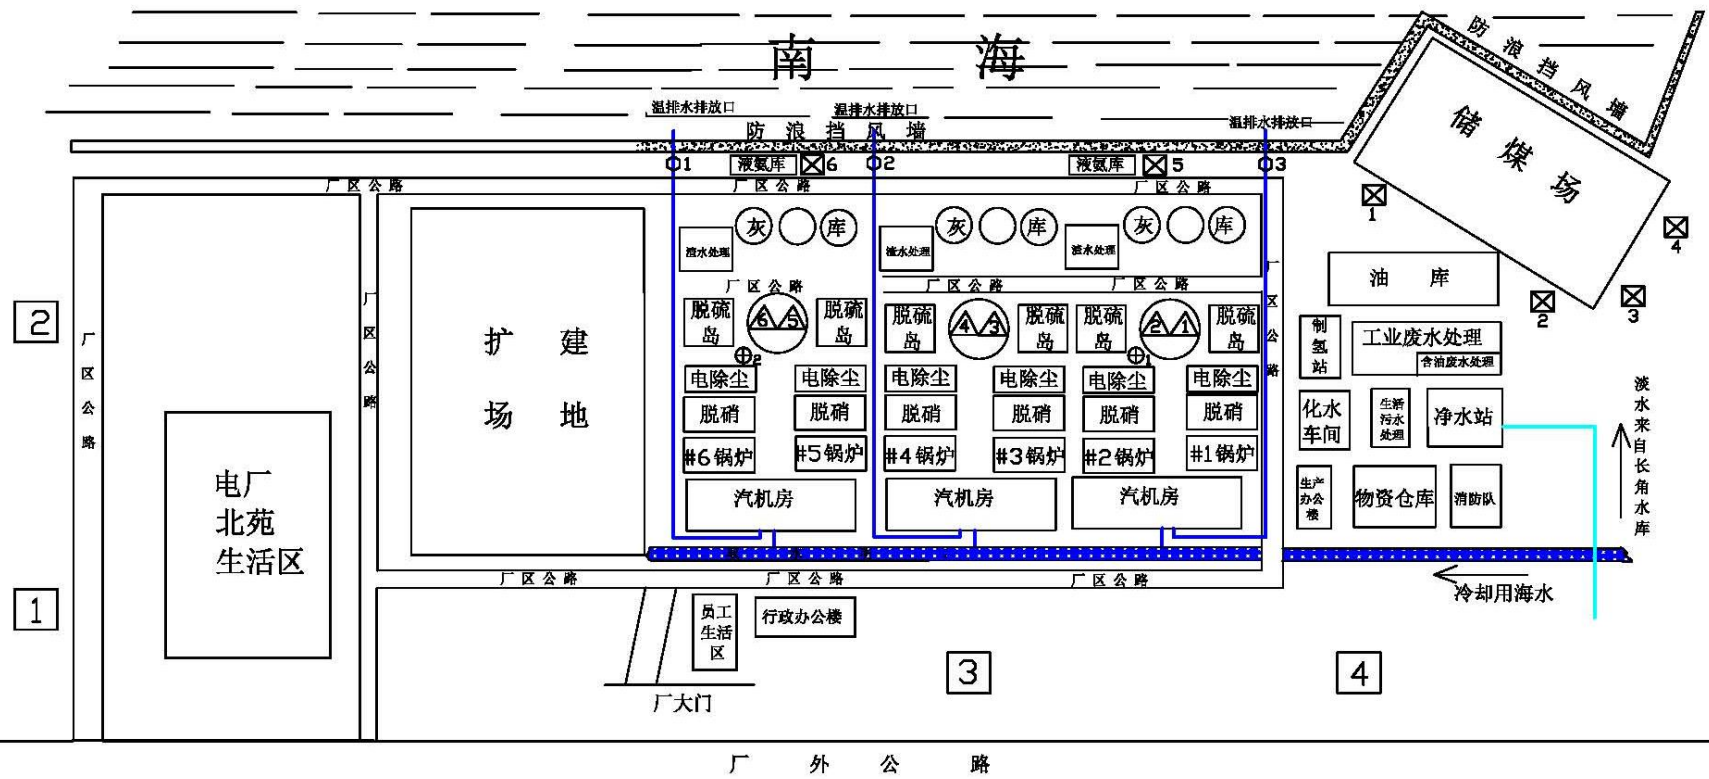 南 海
防浪挡风墙
温排水排放口
温排水排放口
温排水排放口
防浪挡风墙
储煤场
1
液氨库
6
2
液氨库
5
3
厂区公路
厂区公路
厂区公路
1
4
2
3
灰 库
灰 库
灰 库
渣水处理
渣水处理
渣水处理
油 库
厂区公路
厂区公路
厂区公路
厂区公路
厂区公路
厂区公路
2
扩建
场地
脱硫岛
6 5
脱硫岛
脱硫岛
4 3
脱硫岛
脱硫岛
2 1
脱硫岛
2
1
制氢站
工业废水处理
含油废水处理
电除尘
电除尘
电除尘
电除尘
电除尘
电除尘
脱硝
脱硝
脱硝
脱硝
脱硝
脱硝
化水车间
生活污水处理
净水站
淡水来自长角水库
#6锅炉
#5锅炉
#4锅炉
#3锅炉
#2锅炉
#1锅炉
电厂
北苑
生活区
汽机房
汽机房
汽机房
生产办公楼
物资仓库
消防队
冷却用海水
1
厂区公路
厂区公路
厂区公路
员工生活区
行政办公楼
3
4
厂大门
厂外公路